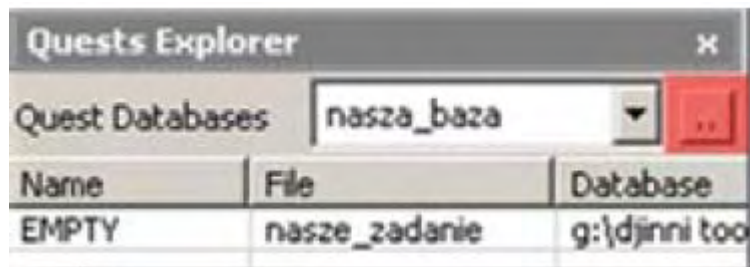 Quests Explorer x
Quest Databases nasza_baza ..
Name File Database
EMPTY nasze_zadanie g:\djinni too